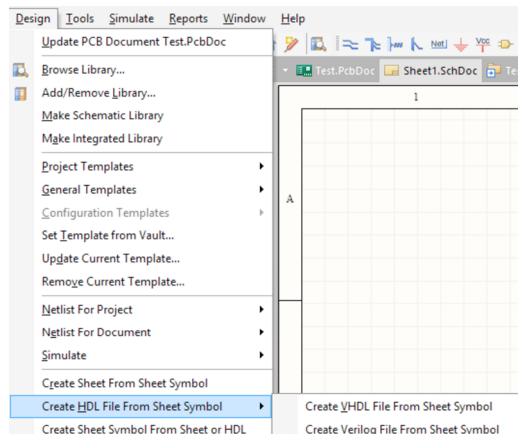 Design Tools Simulate Reports Window Help
Update PCB Document Test.PcbDoc
Net Vcc
Browse Library...
Test.PcbDoc Sheet1.SchDoc Te
Add/Remove Library...
1
Make Schematic Library
Make Integrated Library
Project Templates
General Templates
A
Configuration Templates
Set Template from Vault...
Update Current Template...
Remove Current Template...
Netlist For Project
Netlist For Document
Simulate
Create Sheet From Sheet Symbol
Create HDL File From Sheet Symbol
Create VHDL File From Sheet Symbol
Create Sheet Symbol From Sheet or HDL
Create Verilog File From Sheet Symbol